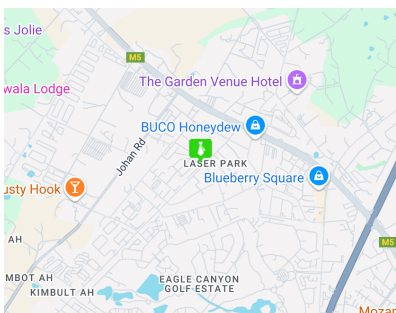 s Jolie
M5
The Garden Venue Hotel
wala Lodge
BUCO Honeydew
Johan Rd
LASER PARK
Blueberry Square
usty Hook
AH
M5
MBOT AH
EAGLE CANYON
GOLF ESTATE
KIMBULT AH
Mozar